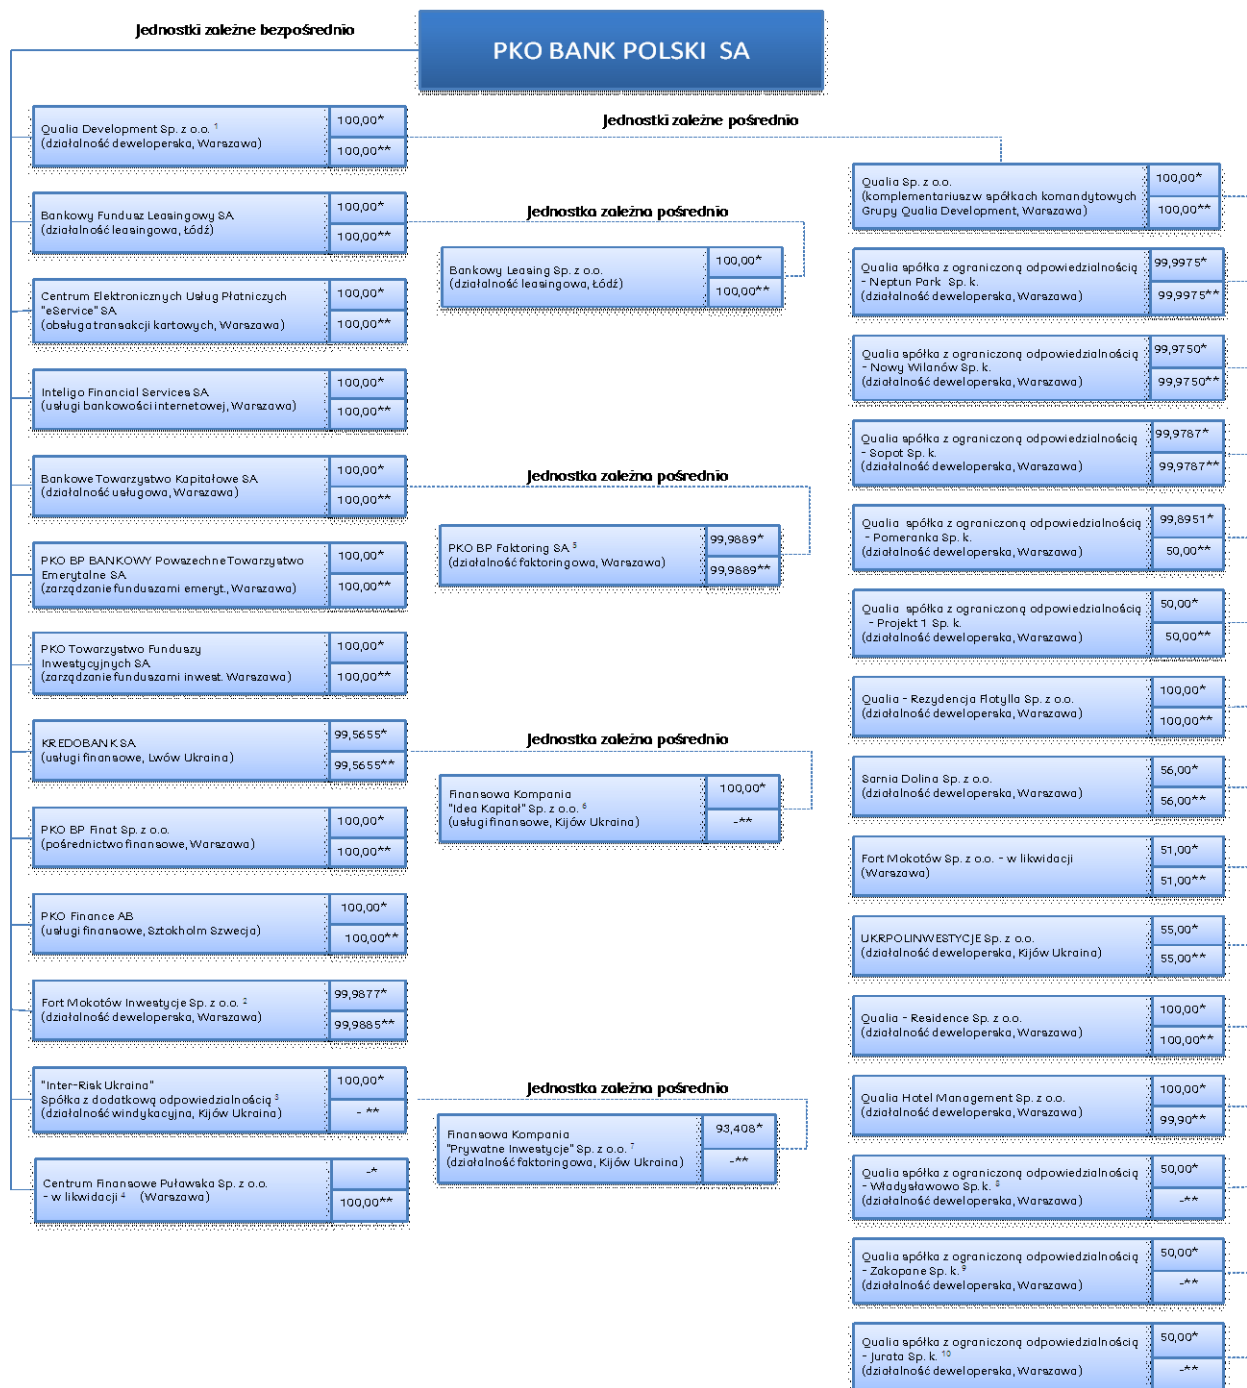 Jednostki zależne bezpośrednio
PKO BANK POLSKI SA
Qualia Development Sp. z o.o. 1
(działalność deweloperska, Warszawa)
100,00*
100,00**
Bankowy Fundusz Leasingowy SA
(działalność leasingowa, Łódź)
100,00*
100,00**
Centrum Elektronicznych Usług Płatniczych
"eService" SA
(obsługa transakcji kartowych, Warszawa)
100,00*
100,00**
Inteligo Financial Services SA
(usługi bankowości internetowej, Warszawa)
100,00*
100,00**
Bankowe Towarzystwo Kapitałowe SA
(działalność usługowa, Warszawa)
100,00*
100,00**
PKO BP BANKOWY Powszechne Towarzystwo
Emerytalne SA
(zarządzanie funduszami emeryt., Warszawa)
100,00*
100,00**
PKO Towarzystwo Funduszy
Inwestycyjnych SA
(zarządzanie funduszami inwest. Warszawa)
100,00*
100,00**
KREDOBANK SA
(usługi finansowe, Lwów Ukraina)
99,5655*
99,5655**
PKO BP Finat Sp. z o.o.
(pośrednictwo finansowe, Warszawa)
100,00*
100,00**
PKO Finance AB
(usługi finansowe, Sztokholm Szwecja)
100,00*
100,00**
Fort Mokotów Inwestycje Sp. z o.o. 2
(działalność deweloperska, Warszawa)
99,9877*
99,9885**
"Inter-Risk Ukraina"
Spółka z dodatkową odpowiedzialnością 3
(działalność windykacyjna, Kijów Ukraina)
100,00*
- **
Centrum Finansowe Puławska Sp. z o.o.
- w likwidacji 4 (Warszawa)
-*
100,00**
Jednostka zależna pośrednio
Bankowy Leasing Sp. z o.o.
(działalność leasingowa, Łódź)
100,00*
100,00**
Jednostka zależna pośrednio
PKO BP Faktoring SA 5
(działalność faktoringowa, Warszawa)
99,9889*
99,9889**
Jednostka zależna pośrednio
Finansowa Kompania
"Idea Kapitał" Sp. z o.o. 6
(usługi finansowe, Kijów Ukraina)
100,00*
-**
Jednostka zależna pośrednio
Finansowa Kompania
"Prywatne Inwestycje" Sp. z o.o. 7
(działalność faktoringowa, Kijów Ukraina)
93,408*
-**
Jednostki zależne pośrednio
Qualia Sp. z o.o.
(komplementariusz w spółkach komandytowych
Grupy Qualia Development, Warszawa)
100,00*
100,00**
Qualia spółka z ograniczoną odpowiedzialnością
- Neptun Park Sp. k.
(działalność deweloperska, Warszawa)
99,9975*
99,9975**
Qualia spółka z ograniczoną odpowiedzialnością
- Nowy Wilanów Sp. k.
(działalność deweloperska, Warszawa)
99,9750*
99,9750**
Qualia spółka z ograniczoną odpowiedzialnością
- Sopot Sp. k.
(działalność deweloperska, Warszawa)
99,9787*
99,9787**
Qualia spółka z ograniczoną odpowiedzialnością
- Pomeranka Sp. k.
(działalność deweloperska, Warszawa)
99,8951*
50,00**
Qualia spółka z ograniczoną odpowiedzialnością
- Projekt 1 Sp. k.
(działalność deweloperska, Warszawa)
50,00*
50,00**
Qualia - Rezydencja Flotylla Sp. z o.o.
(działalność deweloperska, Warszawa)
100,00*
100,00**
Sarnia Dolina Sp. z o.o.
(działalność deweloperska, Warszawa)
56,00*
56,00**
Fort Mokotów Sp. z o.o. - w likwidacji
(Warszawa)
51,00*
51,00**
UKRPOLINWESTYCJE Sp. z o.o.
(działalność deweloperska, Kijów Ukraina)
55,00*
55,00**
Qualia - Residence Sp. z o.o.
(działalność deweloperska, Warszawa)
100,00*
100,00**
Qualia Hotel Management Sp. z o.o.
(działalność deweloperska, Warszawa)
100,00*
99,90**
Qualia spółka z ograniczoną odpowiedzialnością
- Władysławowo Sp. k. 8
(działalność deweloperska, Warszawa)
50,00*
-**
Qualia spółka z ograniczoną odpowiedzialnością
- Zakopane Sp. k. 9
(działalność deweloperska, Warszawa)
50,00*
-**
Qualia spółka z ograniczoną odpowiedzialnością
- Jurata Sp. k. 10
(działalność deweloperska, Warszawa)
50,00*
-**